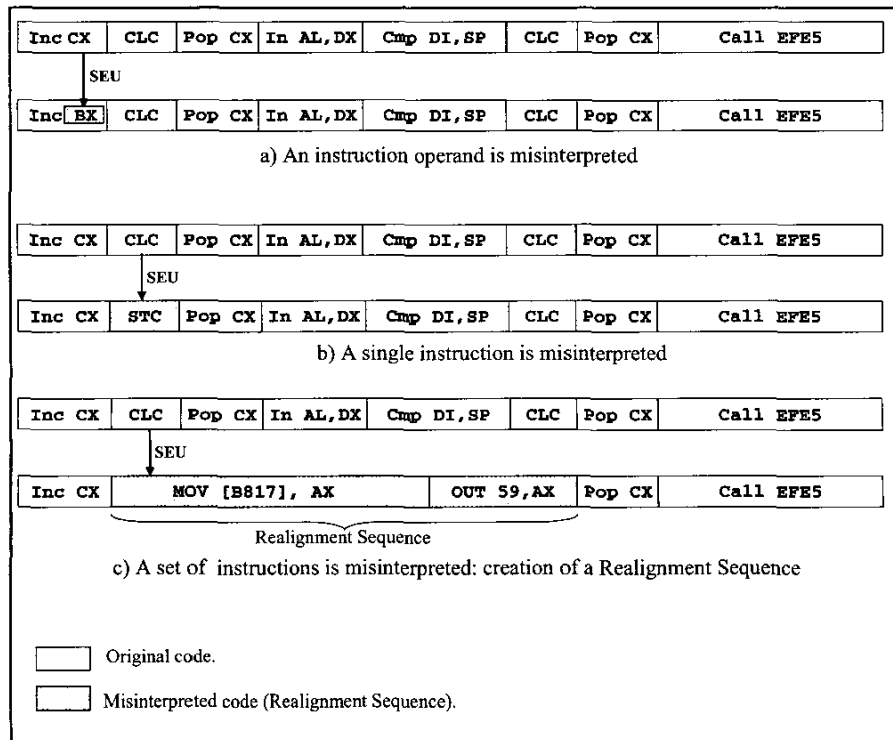 Inc CX CLC Pop CX In AL,DX Cmp DI,SP CLC Pop CX Call EFE5
SEU
Inc BX CLC Pop CX In AL,DX Cmp DI,SP CLC Pop CX Call EFE5
a) An instruction operand is misinterpreted
Inc CX CLC Pop CX In AL,DX Cmp DI,SP CLC Pop CX Call EFE5
SEU
Inc CX STC Pop CX In AL,DX Cmp DI,SP CLC Pop CX Call EFE5
b) A single instruction is misinterpreted
Inc CX CLC Pop CX In AL,DX Cmp DI,SP CLC Pop CX Call EFE5
SEU
Inc CX MOV [B817], AX OUT 59,AX Pop CX Call EFE5
Realignment Sequence
c) A set of instructions is misinterpreted: creation of a Realignment Sequence
Original code.
Misinterpreted code (Realignment Sequence).